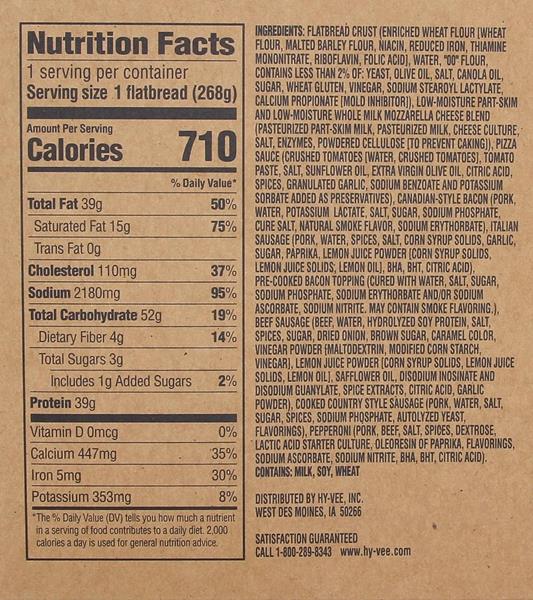 Nutrition Facts
1 serving per container
Serving size 1 flatbread (268g)
Amount Per Serving
Calories 710
% Daily Value*
Total Fat 39g 50%
Saturated Fat 15g 75%
Trans Fat 0g
Cholesterol 110mg 37%
Sodium 2180mg 95%
Total Carbohydrate 52g 19%
Dietary Fiber 4g 14%
Total Sugars 3g
Includes 1g Added Sugars 2%
Protein 39g
Vitamin D 0mcg 0%
Calcium 447mg 35%
Iron 5mg 30%
Potassium 353mg 8%
*The % Daily Value (DV) tells you how much a nutrient
in a serving of food contributes to a daily diet. 2,000
calories a day is used for general nutrition advice.
INGREDIENTS: FLATBREAD CRUST (ENRICHED WHEAT FLOUR [WHEAT
FLOUR, MALTED BARLEY FLOUR, NIACIN, REDUCED IRON, THIAMINE
MONONITRATE, RIBOFLAVIN, FOLIC ACID], WATER, "00" FLOUR,
CONTAINS LESS THAN 2% OF: YEAST, OLIVE OIL, SALT, CANOLA OIL,
SUGAR, WHEAT GLUTEN, VINEGAR, SODIUM STEAROYL LACTYLATE,
CALCIUM PROPIONATE [MOLD INHIBITOR]), LOW-MOISTURE PART-SKIM
AND LOW-MOISTURE WHOLE MILK MOZZARELLA CHEESE BLEND
(PASTEURIZED PART-SKIM MILK, PASTEURIZED MILK, CHEESE CULTURE,
SALT, ENZYMES, POWDERED CELLULOSE [TO PREVENT CAKING]), PIZZA
SAUCE (CRUSHED TOMATOES [WATER, CRUSHED TOMATOES], TOMATO
PASTE, SALT, SUNFLOWER OIL, EXTRA VIRGIN OLIVE OIL, CITRIC ACID,
SPICES, GRANULATED GARLIC, SODIUM BENZOATE AND POTASSIUM
SORBATE ADDED AS PRESERVATIVES), CANADIAN-STYLE BACON (PORK,
WATER, POTASSIUM LACTATE, SALT, SUGAR, SODIUM PHOSPHATE,
CURE SALT, NATURAL SMOKE FLAVOR, SODIUM ERYTHORBATE), ITALIAN
SAUSAGE (PORK, WATER, SPICES, SALT, CORN SYRUP SOLIDS, GARLIC,
SUGAR, PAPRIKA, LEMON JUICE POWDER [CORN SYRUP SOLIDS,
LEMON JUICE SOLIDS, LEMON OIL], BHA, BHT, CITRIC ACID),
PRE-COOKED BACON TOPPING (CURED WITH WATER, SALT, SUGAR,
SODIUM PHOSPHATE, SODIUM ERYTHORBATE AND/OR SODIUM
ASCORBATE, SODIUM NITRITE. MAY CONTAIN SMOKE FLAVORING.),
BEEF SAUSAGE (BEEF, WATER, HYDROLYZED SOY PROTEIN, SALT,
SPICES, SUGAR, DRIED ONION, BROWN SUGAR, CARAMEL COLOR,
VINEGAR POWDER [MALTODEXTRIN, MODIFIED CORN STARCH,
VINEGAR], LEMON JUICE POWDER [CORN SYRUP SOLIDS, LEMON JUICE
SOLIDS, LEMON OIL], SAFFLOWER OIL, DISODIUM INOSINATE AND
DISODIUM GUANYLATE, SPICE EXTRACTS, CITRIC ACID, GARLIC
POWDER), COOKED COUNTRY STYLE SAUSAGE (PORK, WATER, SALT,
SUGAR, SPICES, SODIUM PHOSPHATE, AUTOLYZED YEAST,
FLAVORINGS), PEPPERONI (PORK, BEEF, SALT, SPICES, DEXTROSE,
LACTIC ACID STARTER CULTURE, OLEORESIN OF PAPRIKA, FLAVORINGS,
SODIUM ASCORBATE, SODIUM NITRITE, BHA, BHT, CITRIC ACID).
CONTAINS: MILK, SOY, WHEAT
DISTRIBUTED BY HY-VEE, INC.
WEST DES MOINES, IA 50266
SATISFACTION GUARANTEED
CALL 1-800-289-8343 www.hy-vee.com